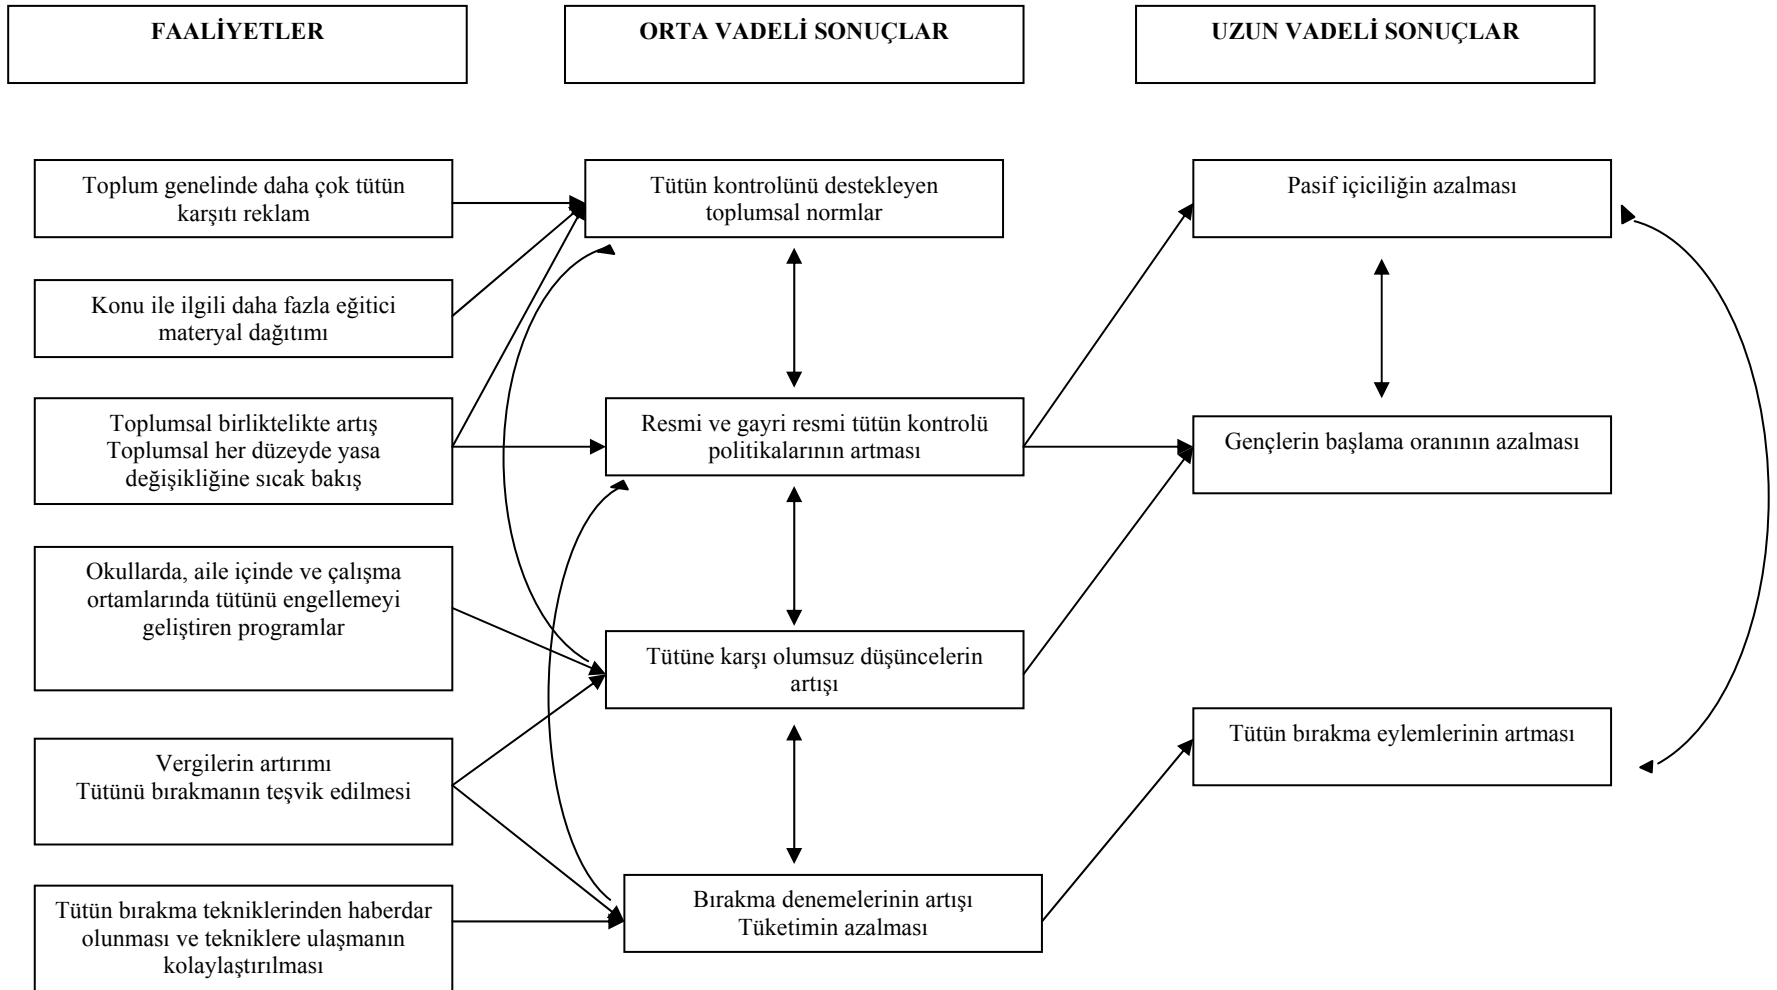 FAALİYETLER
ORTA VADELİ SONUÇLAR
UZUN VADELİ SONUÇLAR
Toplum genelinde daha çok tütün
karşıtı reklam
Konu ile ilgili daha fazla eğitici
materyal dağıtımı
Toplumsal birliktelikte artış
Toplumsal her düzeyde yasa
değişikliğine sıcak bakış
Okullarda, aile içinde ve çalışma
ortamlarında tütünü engellemeyi
geliştiren programlar
Vergilerin artırımı
Tütünü bırakmanın teşvik edilmesi
Tütün bırakma tekniklerinden haberdar
olunması ve tekniklere ulaşmanın
kolaylaştırılması
Tütün kontrolünü destekleyen
toplumsal normlar
Resmi ve gayri resmi tütün kontrolü
politikalarının artması
Tütüne karşı olumsuz düşüncelerin
artışı
Bırakma denemelerinin artışı
Tüketimin azalması
Pasif içiciliğin azalması
Gençlerin başlama oranının azalması
Tütün bırakma eylemlerinin artması